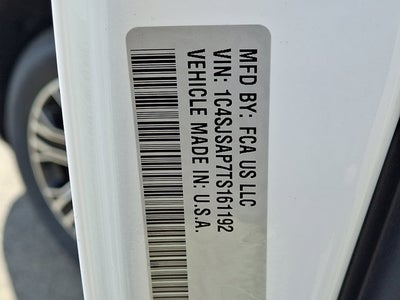 MFD BY: FCA US LLC
VIN: 1C4SJSAP7TS161192
VEHICLE MADE IN: U.S.A.